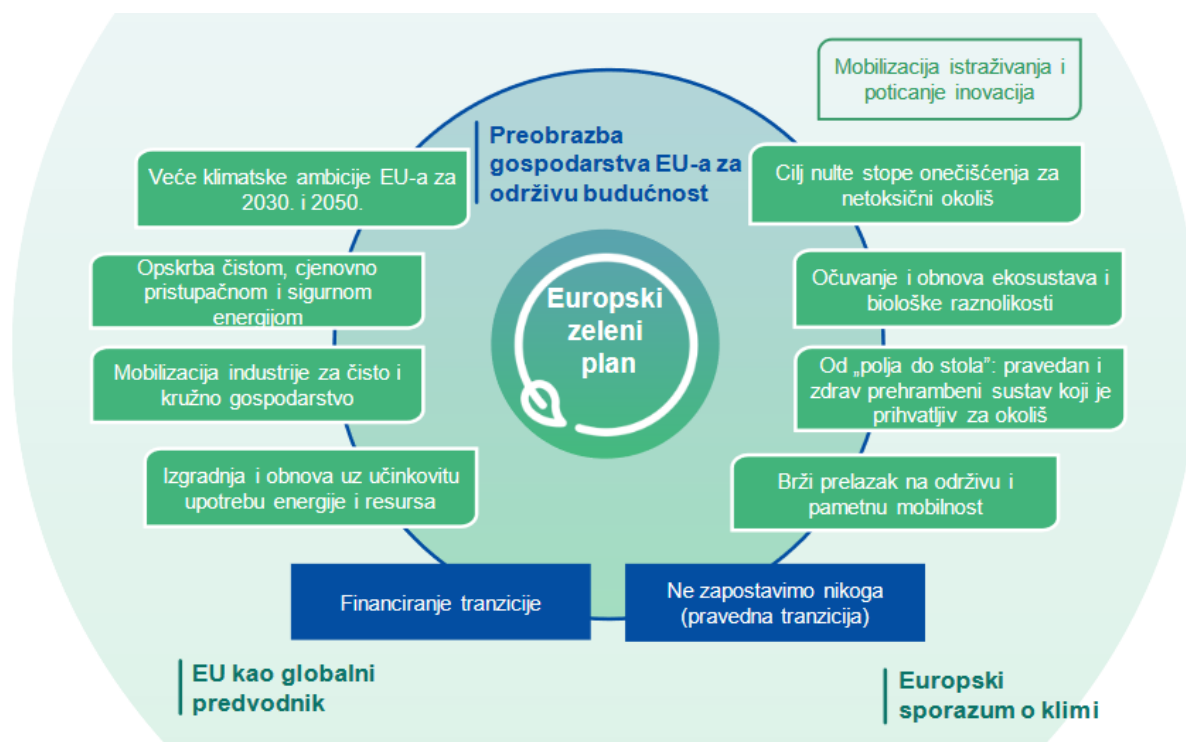 Mobilizacija istraživanja i
poticanje inovacija
Preobrazba
gospodarstva EU-a za
održivu budućnost
Veće klimatske ambicije EU-a za
2030. i 2050.
Cilj nulte stope onečišćenja za
netoksični okoliš
Opskrba čistom, cjenovno
pristupačnom i sigurnom
energijom
Očuvanje i obnova ekosustava i
biološke raznolikosti
Europski
zeleni
plan
Mobilizacija industrije za čisto i
kružno gospodarstvo
Od „polja do stola”: pravedan i
zdrav prehrambeni sustav koji je
prihvatljiv za okoliš
Izgradnja i obnova uz učinkovitu
upotrebu energije i resursa
Brži prelazak na održivu i
pametnu mobilnost
Financiranje tranzicije
Ne zapostavimo nikoga
(pravedna tranzicija)
EU kao globalni
predvodnik
Europski
sporazum o klimi